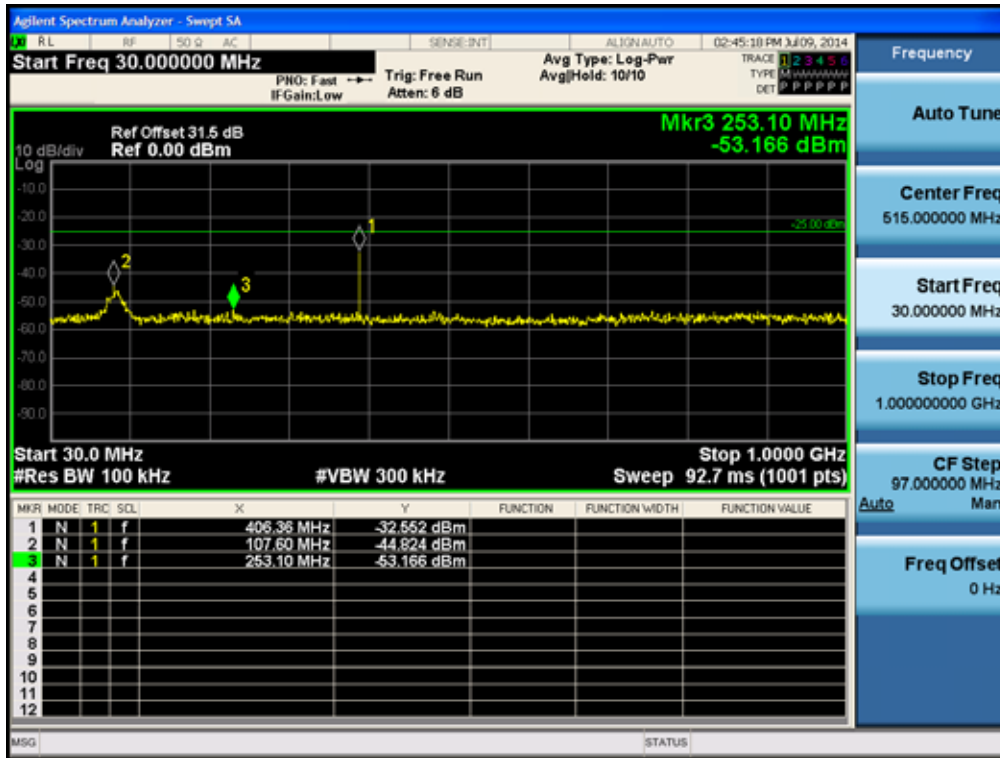 Agilent Spectrum Analyzer - Swept SA
RL RF 50 Ω AC SENSE:INT ALIGN AUTO 02:45:18 PM Jul 09, 2014
Start Freq 30.000000 MHz
PNO: Fast
IFGain:Low
Trig: Free Run
Atten: 6 dB
Avg Type: Log-Pwr
Avg|Hold: 10/10
TRACE 1 2 3 4 5 6
TYPE M
DET P P P P P P
Mkr3 253.10 MHz
-53.166 dBm
Ref Offset 31.5 dB
10 dB/div Ref 0.00 dBm
Log
-10.0
-20.0
-30.0
-40.0
-50.0
-60.0
-70.0
-80.0
-90.0
-25.00 dBm
1
2
3
Start 30.0 MHz Stop 1.0000 GHz
#Res BW 100 kHz #VBW 300 kHz Sweep 92.7 ms (1001 pts)
MKR MODE TRC SCL X Y FUNCTION FUNCTION WIDTH FUNCTION VALUE
1 N 1 f 406.36 MHz -32.552 dBm
2 N 1 f 107.60 MHz -44.824 dBm
3 N 1 f 253.10 MHz -53.166 dBm
4
5
6
7
8
9
10
11
12
MSG STATUS
Frequency
Auto Tune
Center Freq
515.000000 MHz
Start Freq
30.000000 MHz
Stop Freq
1.000000000 GHz
CF Step
97.000000 MHz
Auto Man
Freq Offset
0 Hz